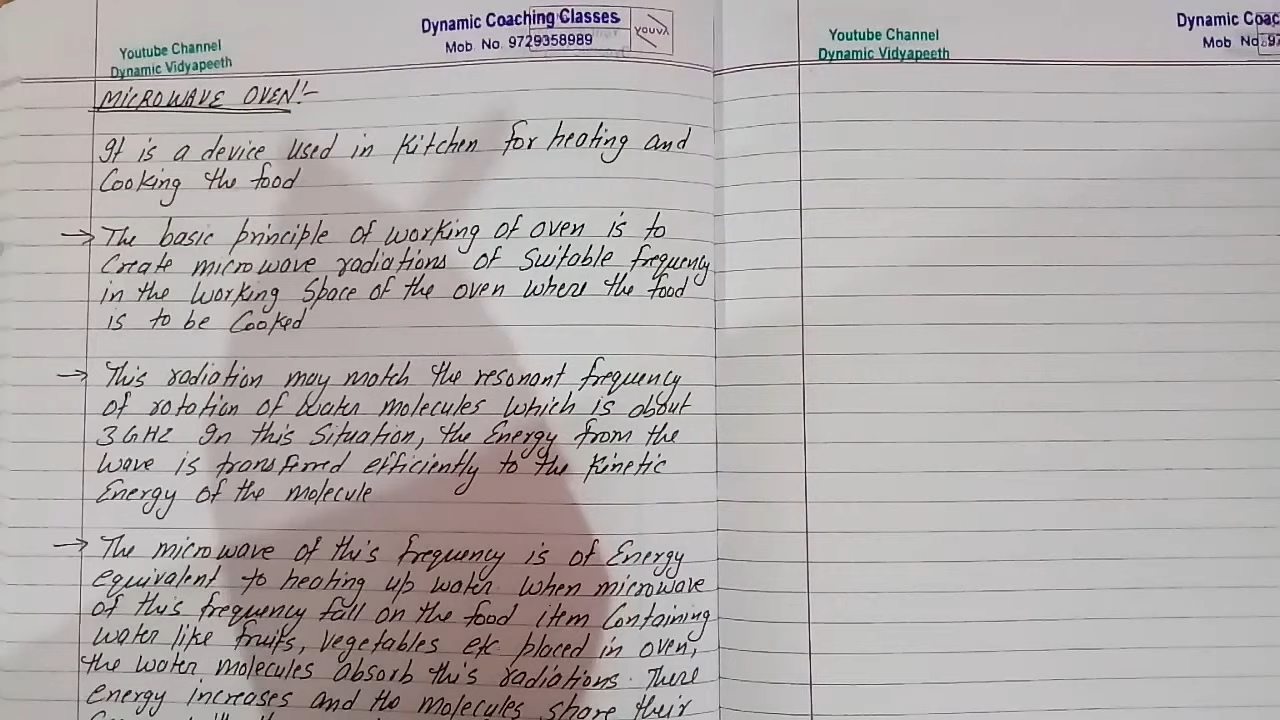 Youtube Channel
Dynamic Vidyapeeth
Dynamic Coaching Classes
Mob. No. 9729358989
YOUVA
MICROWAVE OVEN!-
It is a device used in kitchen for heating and
Cooking the food
→ The basic principle of working of oven is to
Create microwave radiations of Suitable frequency
in the working Space of the oven where the food
is to be Cooked
→ This radiation may match the resonant frequency
of rotation of water molecules which is about
3 GHZ In this Situation, the Energy from the
wave is transferred efficiently to the Kinetic
Energy of the molecule
→ The microwave of this frequency is of Energy
equivalent to heating up water when microwave
of this frequency fall on the food item Containing
water like fruits, vegetables etc placed in oven,
the water molecules absorb this radiations. There
energy increases and the molecules share their
Youtube Channel
Dynamic Vidyapeeth
Dynamic Coac
Mob No. 97